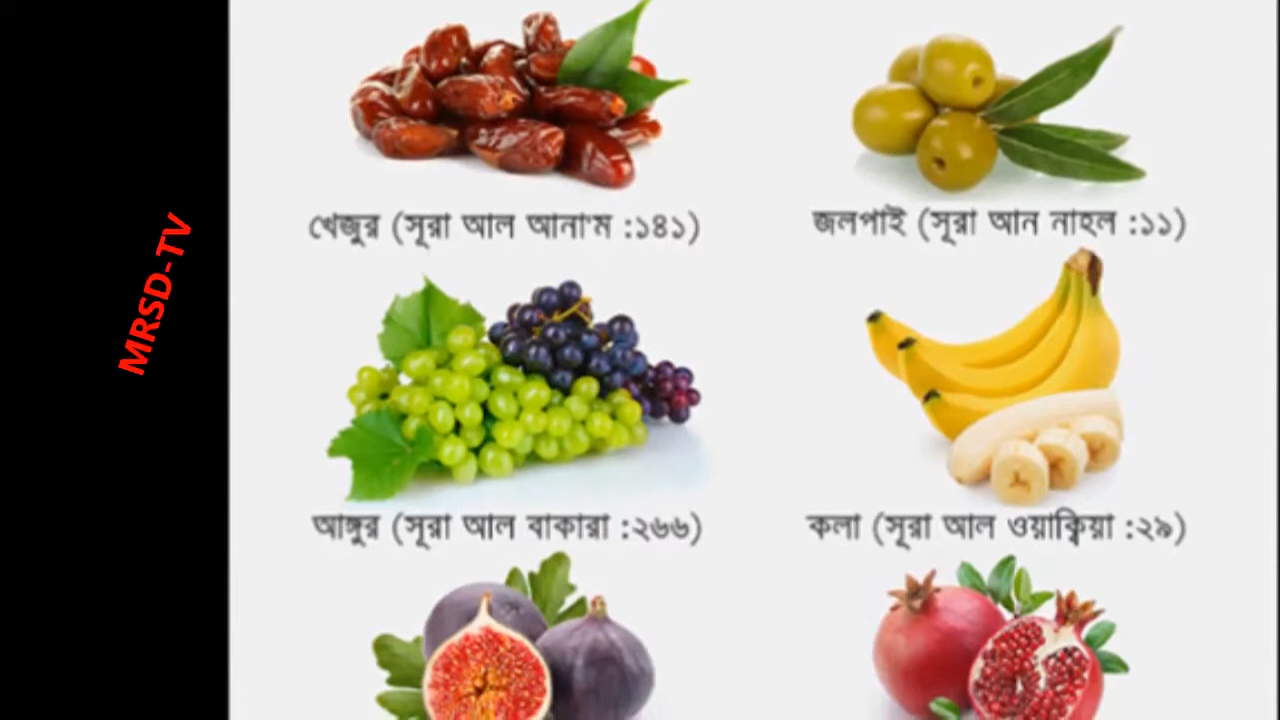 MRSD-TV
খেজুর (সূরা আল আনা'ম :১৪১)
জলপাই (সূরা আন নাহল :১১)
আঙ্গুর (সূরা আল বাকারা :২৬৬)
কলা (সূরা আল ওয়াক্বিয়া :২৯)